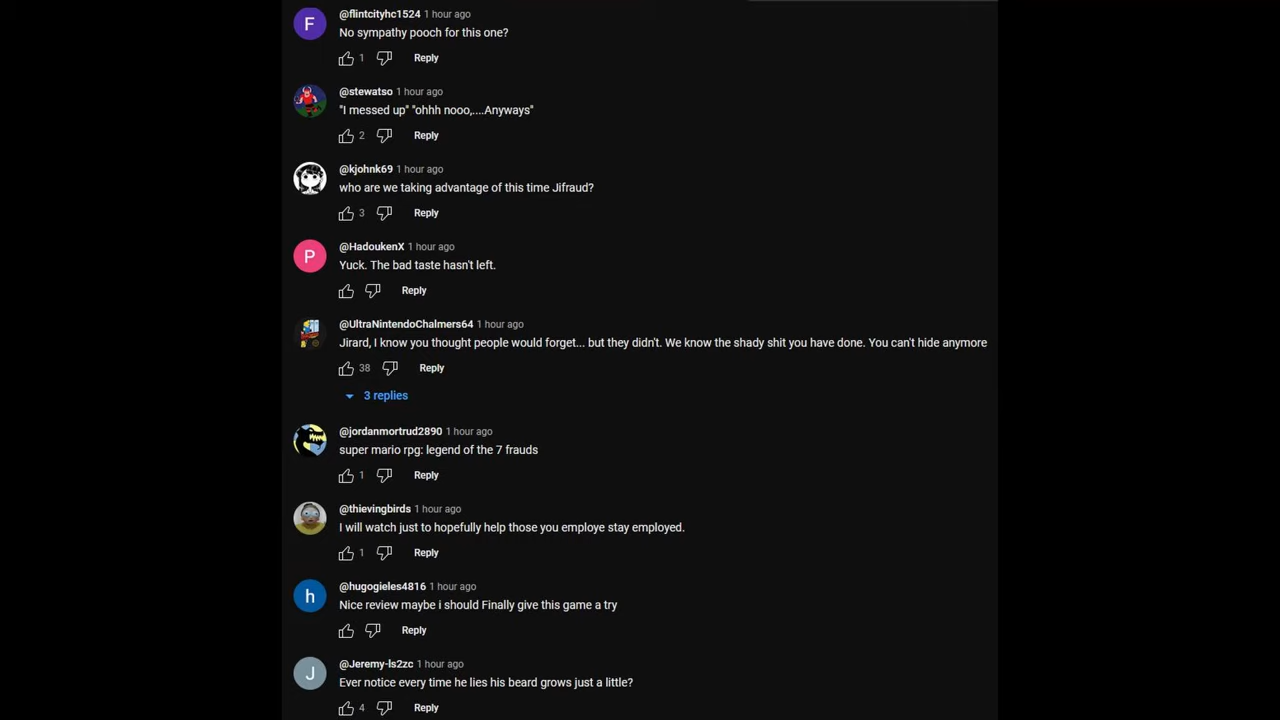 F
@flintcityhc1524 1 hour ago
No sympathy pooch for this one?
1 Reply
@stewatso 1 hour ago
"I messed up" "ohhh nooo,....Anyways"
2 Reply
@kjohnk69 1 hour ago
who are we taking advantage of this time Jifraud?
3 Reply
P
@HadoukenX 1 hour ago
Yuck. The bad taste hasn't left.
Reply
@UltraNintendoChalmers64 1 hour ago
Jirard, I know you thought people would forget... but they didn't. We know the shady shit you have done. You can't hide anymore
38 Reply
3 replies
@jordanmortrud2890 1 hour ago
super mario rpg: legend of the 7 frauds
1 Reply
@thievingbirds 1 hour ago
I will watch just to hopefully help those you employe stay employed.
1 Reply
h
@hugogieles4816 1 hour ago
Nice review maybe i should Finally give this game a try
Reply
J
@Jeremy-ls2zc 1 hour ago
Ever notice every time he lies his beard grows just a little?
4 Reply